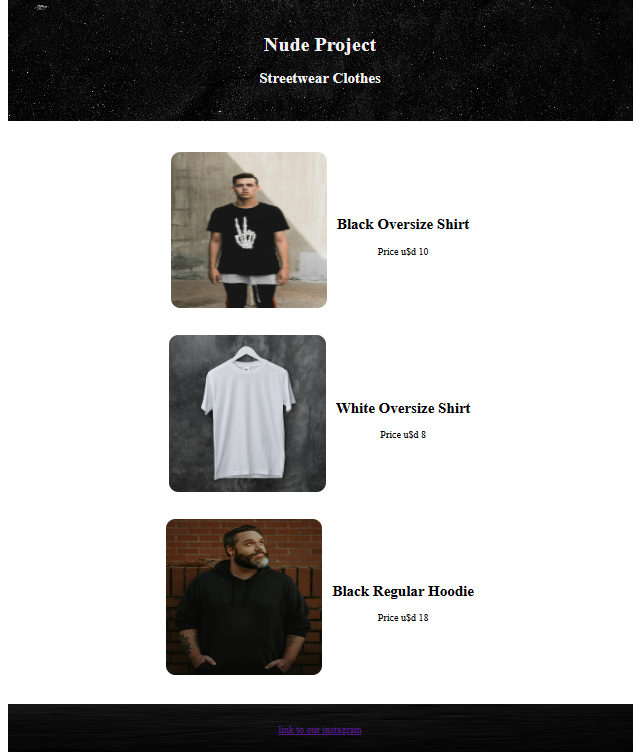 Nude Project
Streetwear Clothes
Black Oversize Shirt
Price u$d 10
White Oversize Shirt
Price u$d 8
Black Regular Hoodie
Price u$d 18
link to our instagram